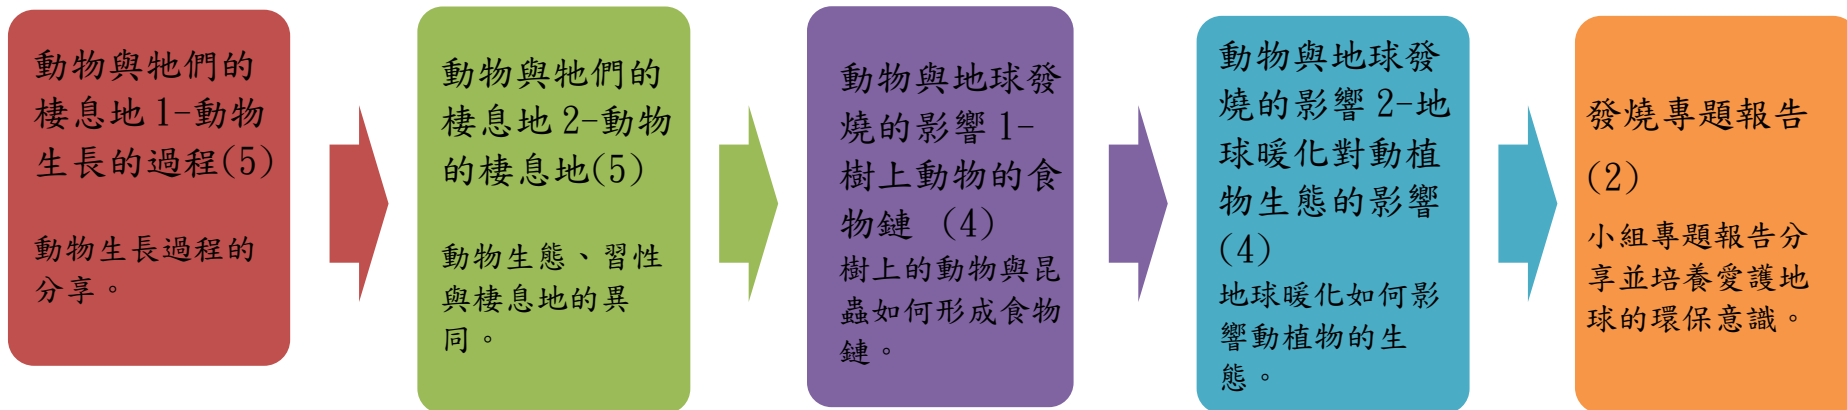 動物與牠們的
棲息地 1-動物
生長的過程(5)
動物生長過程的
分享。
動物與牠們的
棲息地 2-動物
的棲息地(5)
動物生態、習性
與棲息地的異
同。
動物與地球發
燒的影響 1-
樹上動物的食
物鏈 (4)
樹上的動物與昆
蟲如何形成食物
鏈。
動物與地球發
燒的影響 2-地
球暖化對動植
物生態的影響
(4)
地球暖化如何影
響動植物的生
態。
發燒專題報告
(2)
小組專題報告分
享並培養愛護地
球的環保意識。